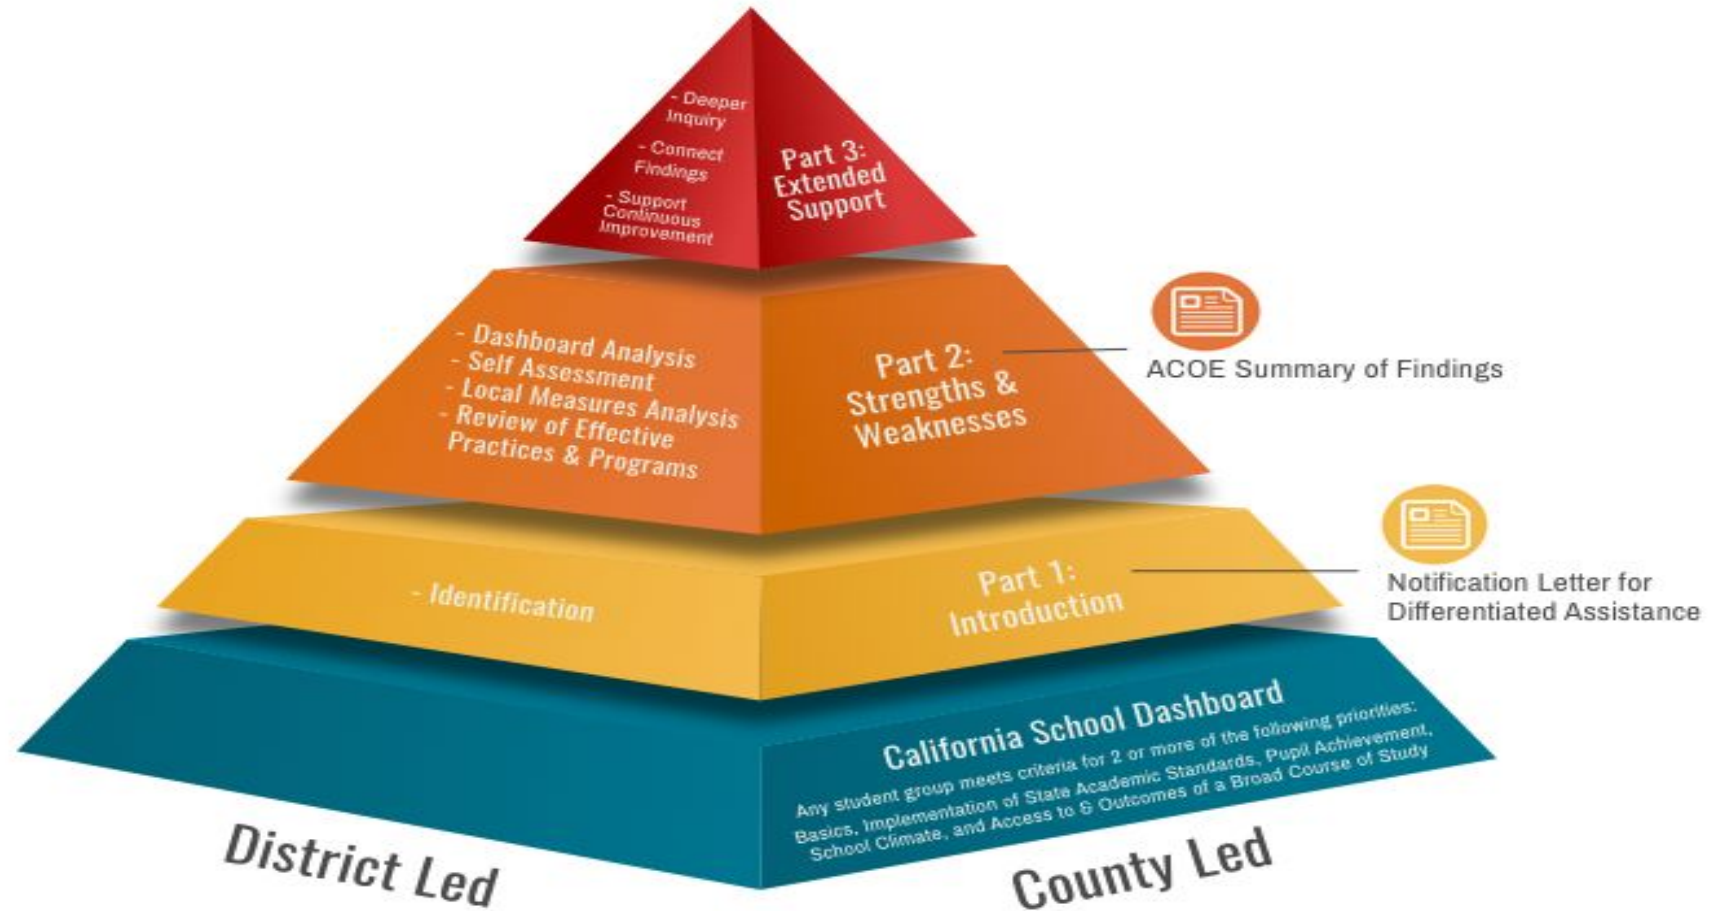 - Deeper
Inquiry
- Connect
Findings
- Support
Continuous
Improvement
Part 3:
Extended
Support
- Dashboard Analysis
- Self Assessment
- Local Measures Analysis
- Review of Effective
Practices & Programs
Part 2:
Strengths &
Weaknesses
ACOE Summary of Findings
- Identification
Part 1:
Introduction
Notification Letter for
Differentiated Assistance
California School Dashboard
Any student group meets criteria for 2 or more of the following priorities:
Basics, Implementation of State Academic Standards, Pupil Achievement,
School Climate, and Access to & Outcomes of a Broad Course of Study
District Led
County Led